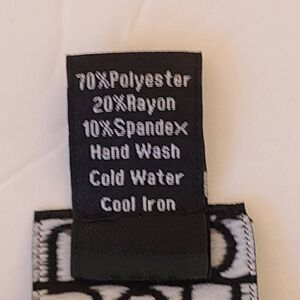 70%Polyester
20%Rayon
10%Spandex
Hand Wash
Cold Water
Cool Iron